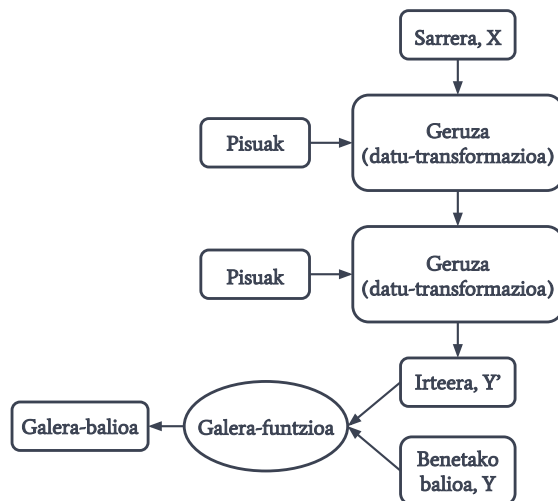 Sarrera, X
Pisuak
Geruza
(datu-transformazioa)
Pisuak
Geruza
(datu-transformazioa)
Irteera, Y’
Galera-balioa
Galera-funtzioa
Benetako
balioa, Y